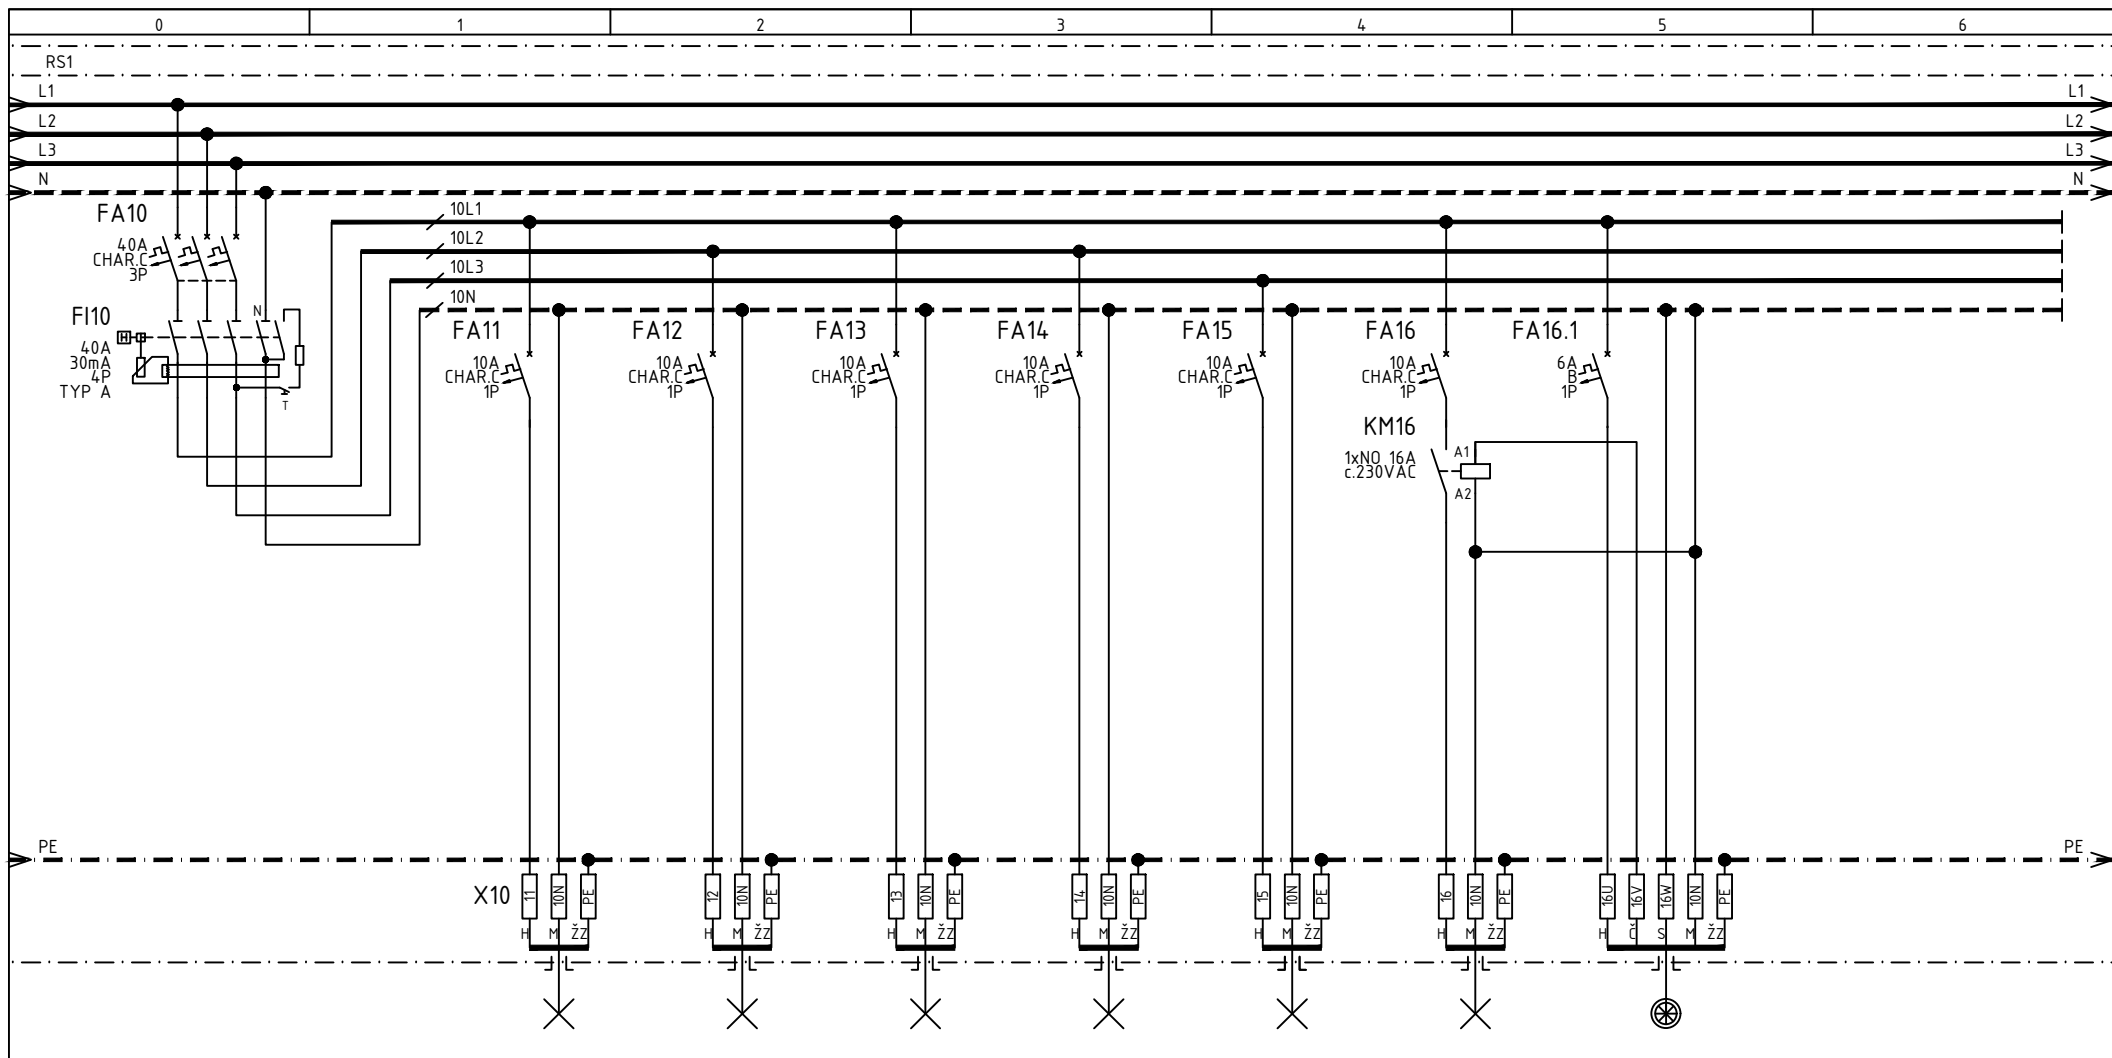 0 1 2 3 4 5 6
RS1
L1 L1
L2 L2
L3 L3
N N
10L1
10L2
10L3
10N
FA10
40A
CHAR.C
3P
FI10
40A
30mA
4P
TYP A
H
N
T
FA11
10A
CHAR.C
1P
FA12
10A
CHAR.C
1P
FA13
10A
CHAR.C
1P
FA14
10A
CHAR.C
1P
FA15
10A
CHAR.C
1P
FA16
10A
CHAR.C
1P
FA16.1
6A
B
1P
KM16
1xNO 16A
c.230VAC
A1
A2
PE PE
X10
11 10N PE
12 10N PE
13 10N PE
14 10N PE
15 10N PE
16 10N PE
16U 16V 16W 10N PE
H M ŽZ
H M ŽZ
H M ŽZ
H M ŽZ
H M ŽZ
H M ŽZ
H Č S M ŽZ